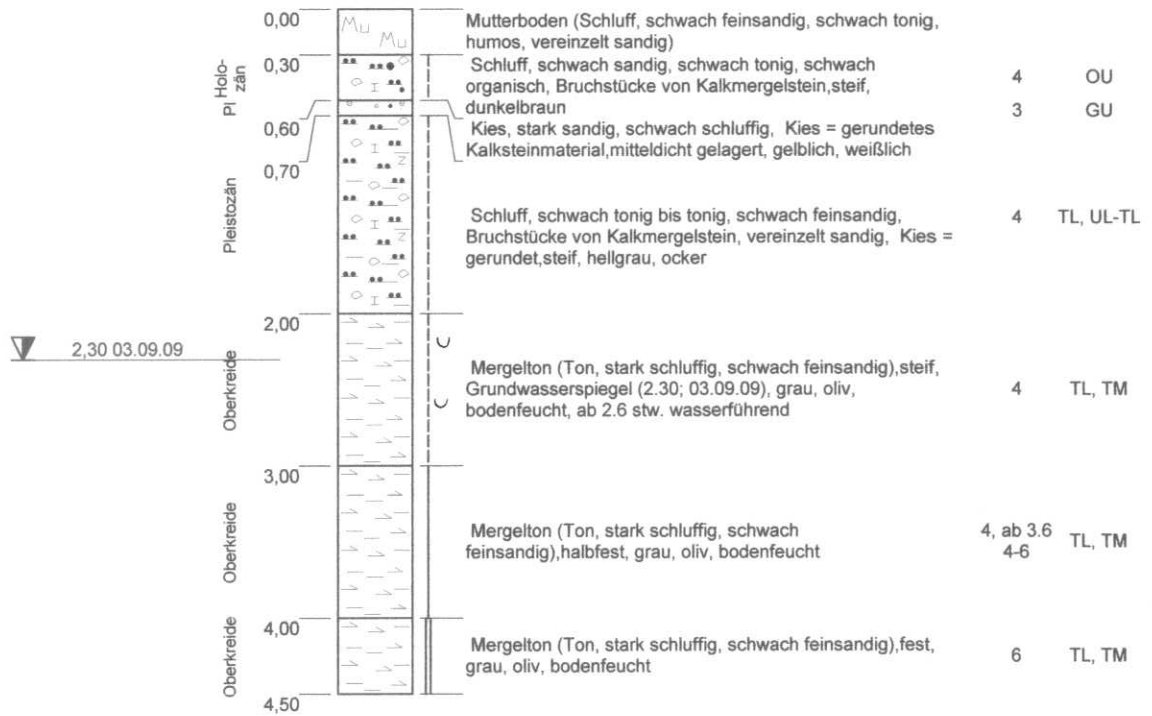 0,00
Mu
Mu
Mutterboden (Schluff, schwach feinsandig, schwach tonig,
humos, vereinzelt sandig)
0,30
Holo-
zän
Schluff, schwach sandig, schwach tonig, schwach
organisch, Bruchstücke von Kalkmergelstein,steif,
dunkelbraun
4 OU
Pl
0,60
3 GU
Kies, stark sandig, schwach schluffig, Kies = gerundetes
Kalksteinmaterial,mitteldicht gelagert, gelblich, weißlich
0,70
Pleistozän
Schluff, schwach tonig bis tonig, schwach feinsandig,
Bruchstücke von Kalkmergelstein, vereinzelt sandig, Kies =
gerundet,steif, hellgrau, ocker
4 TL, UL-TL
2,00
2,30 03.09.09
Oberkreide
Mergelton (Ton, stark schluffig, schwach feinsandig),steif,
Grundwasserspiegel (2.30; 03.09.09), grau, oliv,
bodenfeucht, ab 2.6 stw. wasserführend
4 TL, TM
3,00
Oberkreide
Mergelton (Ton, stark schluffig, schwach
feinsandig),halbfest, grau, oliv, bodenfeucht
4, ab 3.6
4-6
TL, TM
4,00
Oberkreide
Mergelton (Ton, stark schluffig, schwach feinsandig),fest,
grau, oliv, bodenfeucht
6 TL, TM
4,50